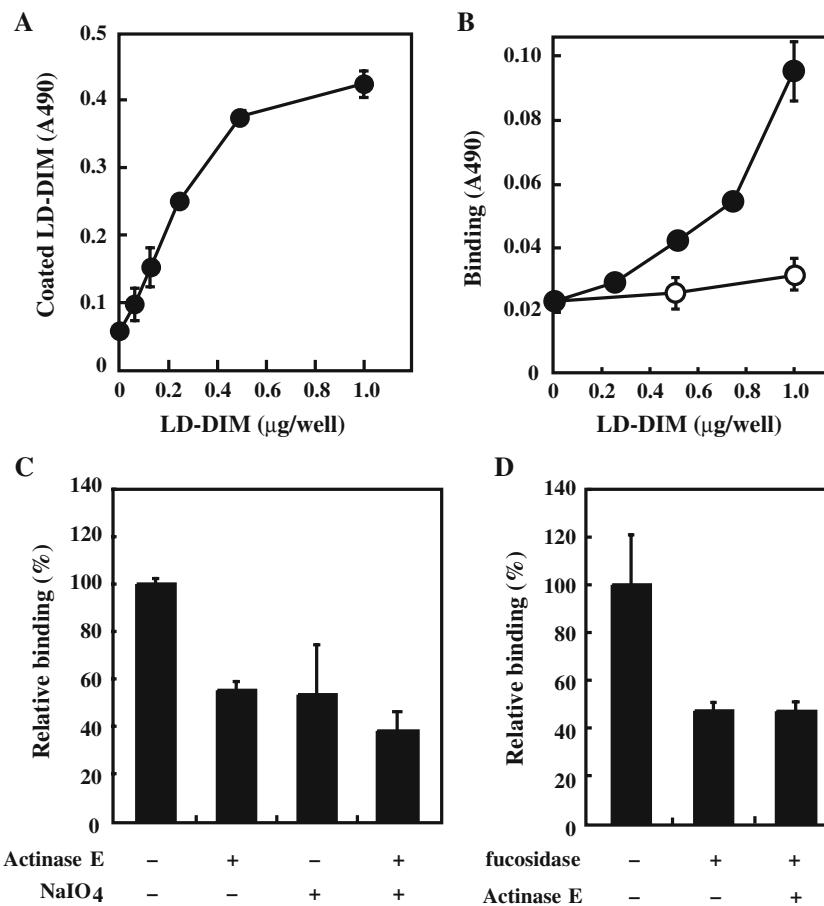 A
0.5
0.4
0.3
0.2
0.1
0
0 0.2 0.4 0.6 0.8 1.0
Coated LD-DIM (A490)
LD-DIM (μg/well)
B
0.10
0.08
0.06
0.04
0.02
0
0 0.2 0.4 0.6 0.8 1.0
Binding (A490)
LD-DIM (μg/well)
C
140
120
100
80
60
40
20
0
Relative binding (%)
Actinase E – + – +
NaIO4 – – + +
D
140
120
100
80
60
40
20
0
Relative binding (%)
fucosidase – + +
Actinase E – – +